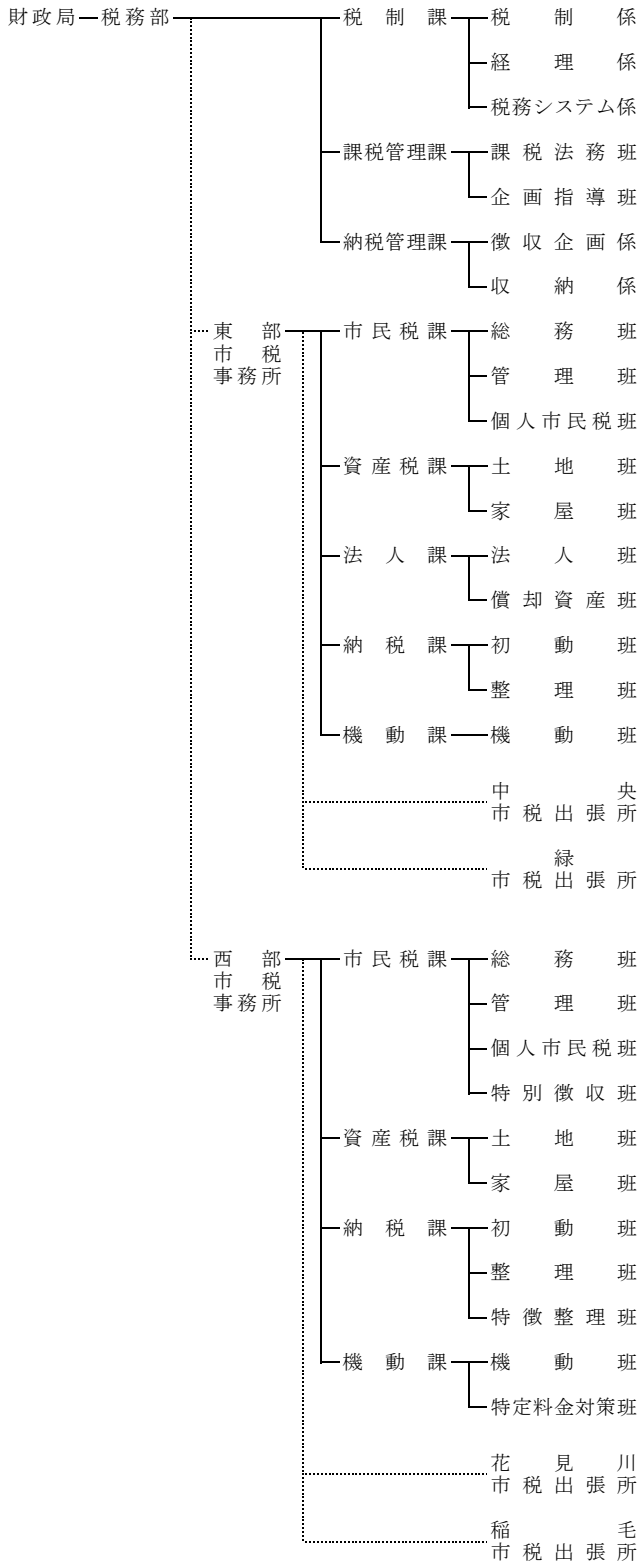 財政局 税務部 税制課 税制係
経理係
税務システム係
課税管理課 課税法務班
企画指導班
納税管理課 徴収企画係
収納係
東部 市民税課 総務班
市税
事務所 管理班
個人市民税班
資産税課 土地班
家屋班
法人課 法人班
償却資産班
納税課 初動班
整理班
機動課 機動班
中央
市税出張所
緑
市税出張所
西部 市民税課 総務班
市税
事務所 管理班
個人市民税班
特別徴収班
資産税課 土地班
家屋班
納税課 初動班
整理班
特徴整理班
機動課 機動班
特定料金対策班
花見川
市税出張所
稲毛
市税出張所